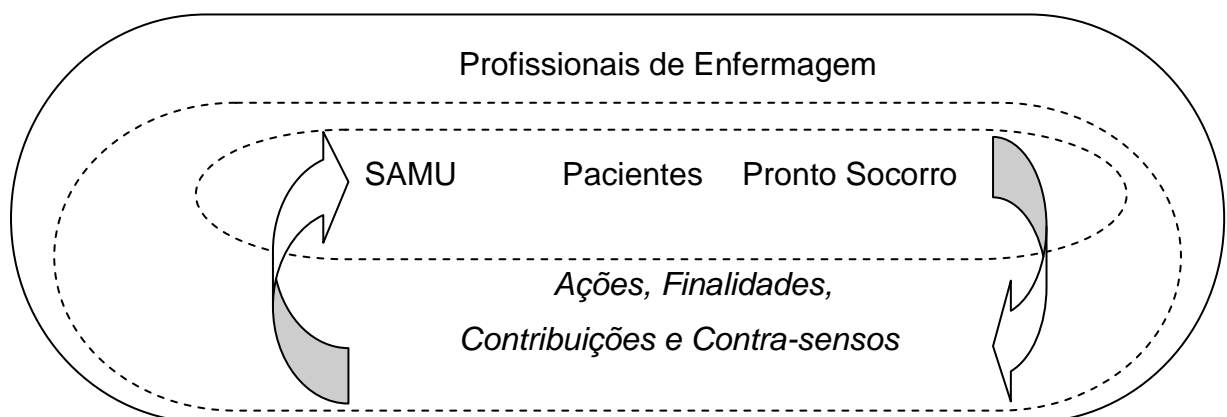 Profissionais de Enfermagem
SAMU Pacientes Pronto Socorro
Ações, Finalidades,
Contribuições e Contra-sensos